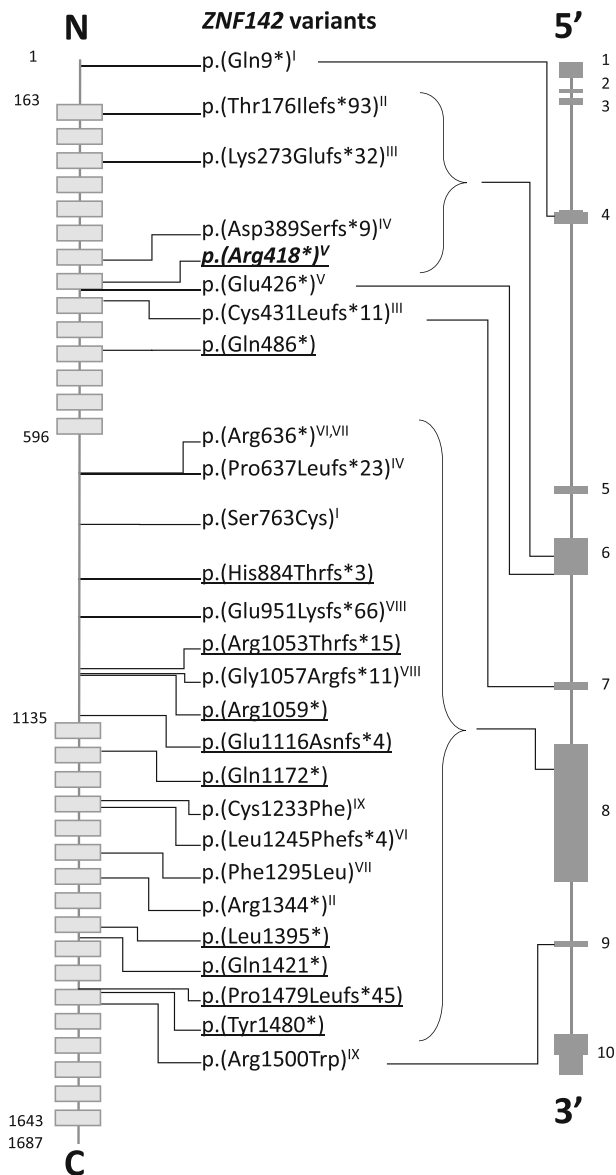 ZNF142 variants
N
5’
1
p.(Gln9*)I
1
2
163
p.(Thr176Ilefs*93)II
3
p.(Lys273Glufs*32)III
4
p.(Asp389Serfs*9)IV
p.(Arg418*)V
p.(Glu426*)V
p.(Cys431Leufs*11)III
p.(Gln486*)
596
p.(Arg636*)VI,VII
p.(Pro637Leufs*23)IV
5
p.(Ser763Cys)I
6
p.(His884Thrfs*3)
p.(Glu951Lysfs*66)VIII
p.(Arg1053Thrfs*15)
p.(Gly1057Argfs*11)VIII
7
p.(Arg1059*)
1135
p.(Glu1116Asnfs*4)
p.(Gln1172*)
p.(Cys1233Phe)IX
8
p.(Leu1245Phefs*4)VI
p.(Phe1295Leu)VII
p.(Arg1344*)II
p.(Leu1395*)
9
p.(Gln1421*)
p.(Pro1479Leufs*45)
p.(Tyr1480*)
p.(Arg1500Trp)IX
10
3’
1643
1687
C